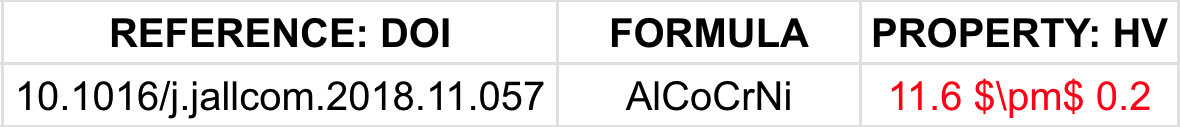 REFERENCE: DOI FORMULA PROPERTY: HV
10.1016/j.jallcom.2018.11.057 AlCoCrNi 11.6 $\pm$ 0.2